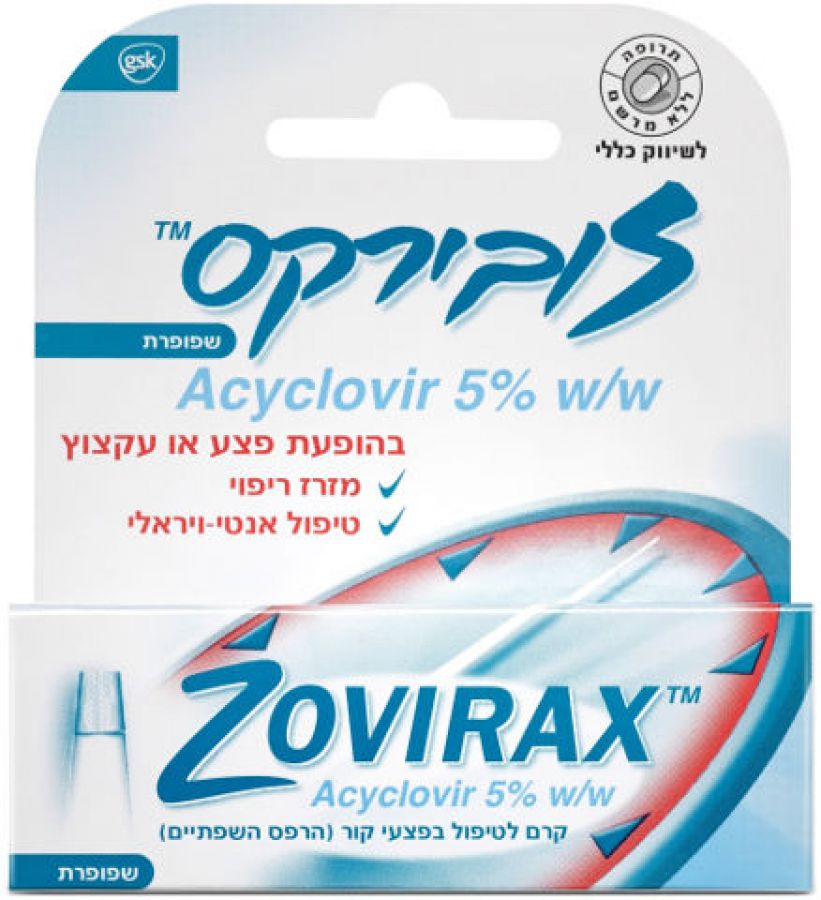 gsk
תרופה
ללא מרשם
לשיווק כללי
זובירקס™
שפופרת
Acyclovir 5% w/w
בהופעת פצע או עקצוץ
✓ מזרז ריפוי
✓ טיפול אנטי-ויראלי
ZOVIRAX™
Acyclovir 5% w/w
קרם לטיפול בפצעי קור (הרפס השפתיים)
שפופרת